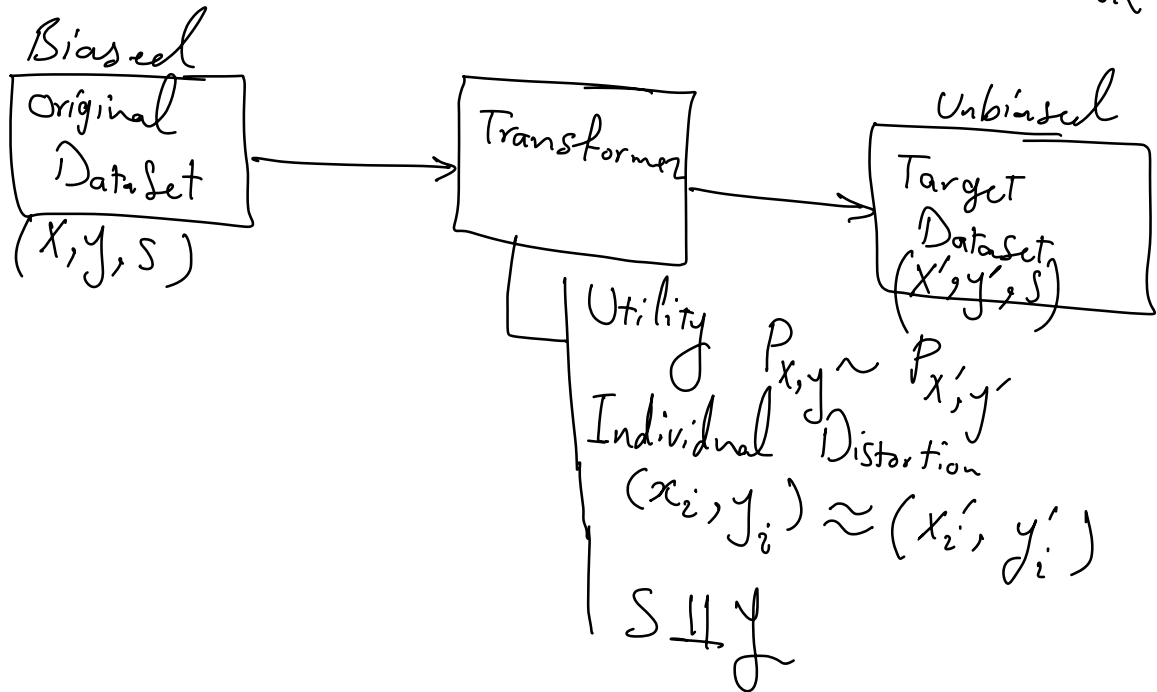 Biased
Original
DataSet
(X, y, S)
Transformer
Unbiased
Target
Dataset
(X′, y′, S)
Utility P_{X,y} ~ P_{X′,y′}
Individual Distortion
(x_i, y_i) ≈ (x_i′, y_i′)
S ⫫ y